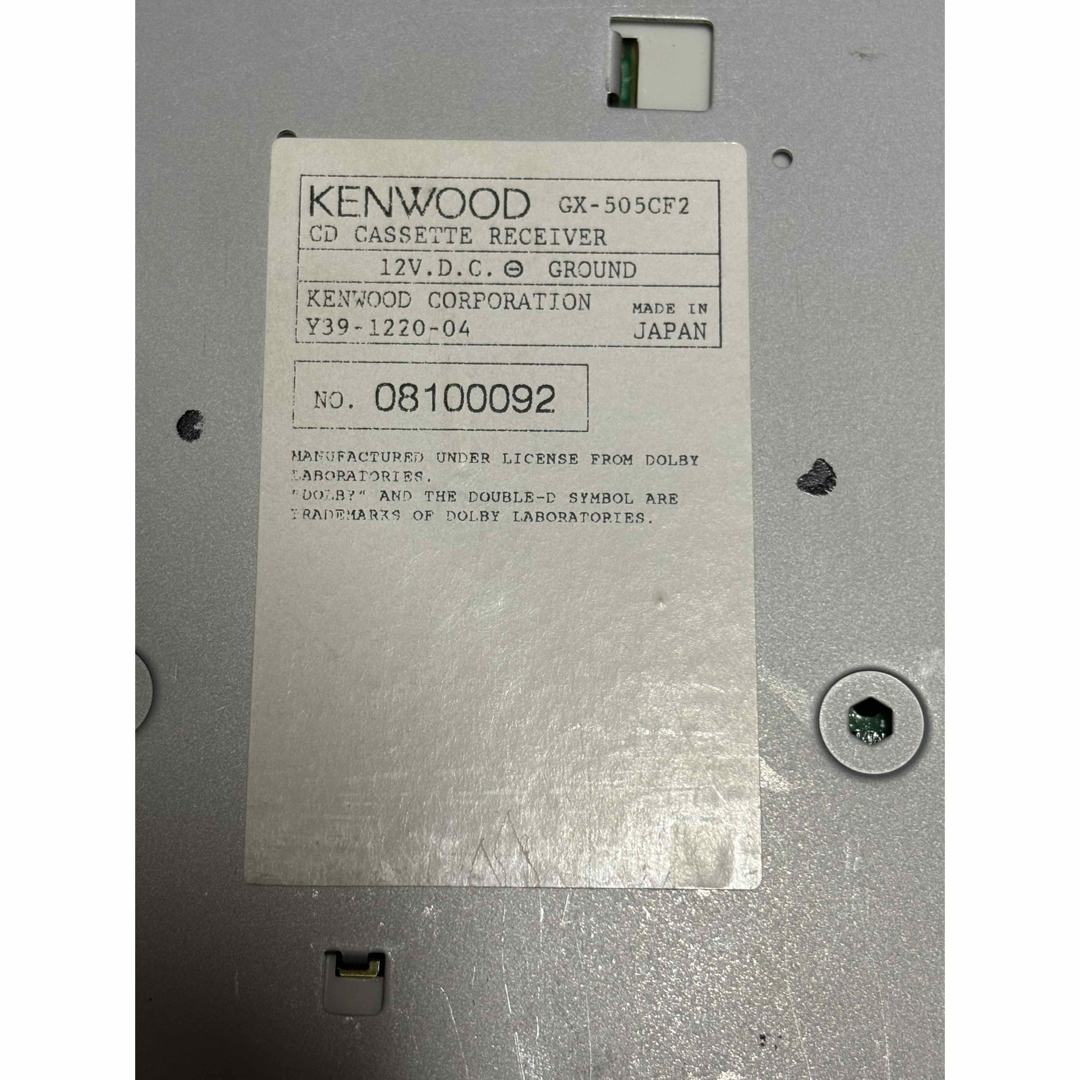 KENWOOD GX-505CF2
CD CASSETTE RECEIVER
12V.D.C. ⊖ GROUND
KENWOOD CORPORATION MADE IN
Y39-1220-04 JAPAN
NO. 08100092
MANUFACTURED UNDER LICENSE FROM DOLBY
LABORATORIES.
"DOLBY" AND THE DOUBLE-D SYMBOL ARE
TRADEMARKS OF DOLBY LABORATORIES.